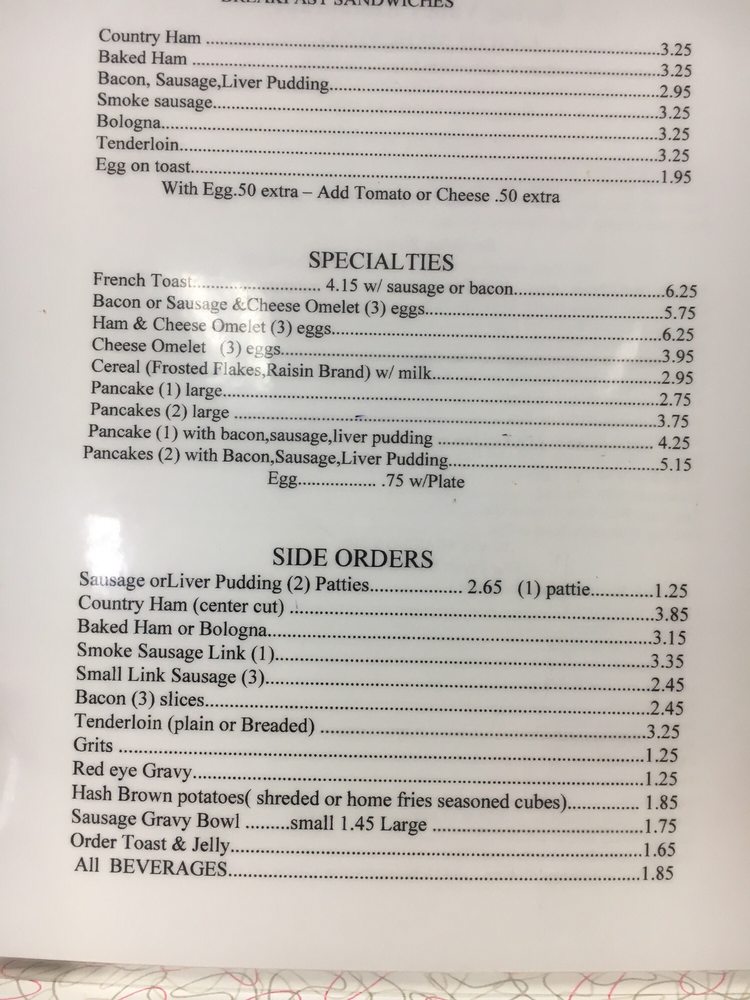 BREAKFAST SANDWICHES
Country Ham ..........3.25
Baked Ham ..........3.25
Bacon, Sausage,Liver Pudding..........2.95
Smoke sausage..........3.25
Bologna..........3.25
Tenderloin..........3.25
Egg on toast..........1.95
With Egg.50 extra – Add Tomato or Cheese .50 extra
SPECIALTIES
French Toast.......... 4.15 w/ sausage or bacon..........6.25
Bacon or Sausage &Cheese Omelet (3) eggs..........5.75
Ham & Cheese Omelet (3) eggs..........6.25
Cheese Omelet (3) eggs..........3.95
Cereal (Frosted Flakes,Raisin Brand) w/ milk..........2.95
Pancake (1) large..........2.75
Pancakes (2) large ..........3.75
Pancake (1) with bacon,sausage,liver pudding .......... 4.25
Pancakes (2) with Bacon,Sausage,Liver Pudding..........5.15
Egg.......... .75 w/Plate
SIDE ORDERS
Sausage orLiver Pudding (2) Patties.......... 2.65 (1) pattie..........1.25
Country Ham (center cut) ..........3.85
Baked Ham or Bologna..........3.15
Smoke Sausage Link (1)..........3.35
Small Link Sausage (3)..........2.45
Bacon (3) slices..........2.45
Tenderloin (plain or Breaded) ..........3.25
Grits ..........1.25
Red eye Gravy..........1.25
Hash Brown potatoes( shreded or home fries seasoned cubes).......... 1.85
Sausage Gravy Bowl .........small 1.45 Large ..........1.75
Order Toast & Jelly..........1.65
All BEVERAGES..........1.85